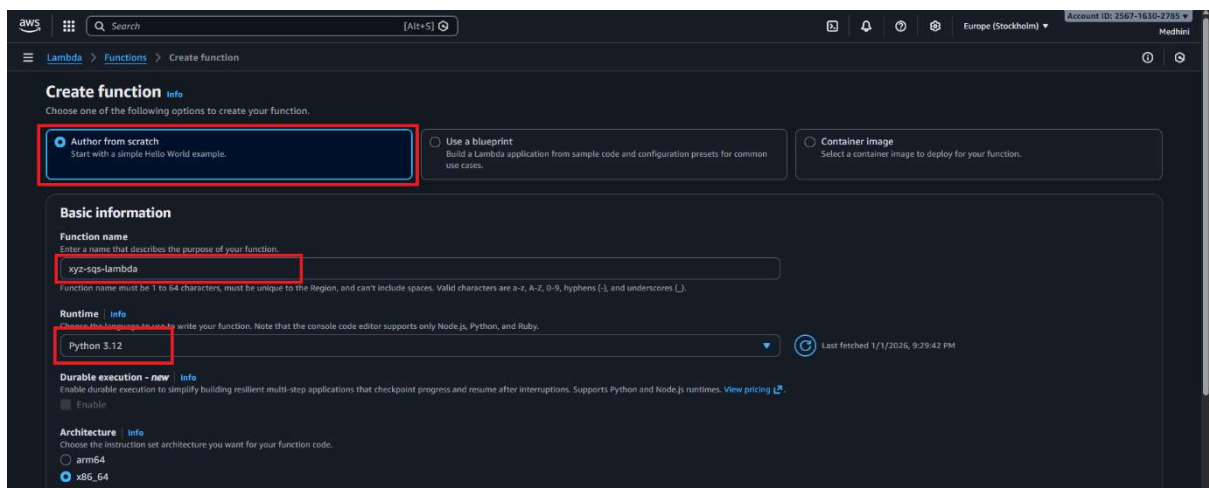 aws
Search
[Alt+S]
Europe (Stockholm)
Account ID: 2567-1630-2785
Medhini
Lambda > Functions > Create function
Create function Info
Choose one of the following options to create your function.
Author from scratch
Start with a simple Hello World example.
Use a blueprint
Build a Lambda application from sample code and configuration presets for common
use cases.
Container image
Select a container image to deploy for your function.
Basic information
Function name
Enter a name that describes the purpose of your function.
xyz-sqs-lambda
Function name must be 1 to 64 characters, must be unique to the Region, and can't include spaces. Valid characters are a-z, A-Z, 0-9, hyphens (-), and underscores (_).
Runtime | Info
Choose the language to use to write your function. Note that the console code editor supports only Node.js, Python, and Ruby.
Python 3.12
Last fetched 1/1/2026, 9:29:42 PM
Durable execution - new | Info
Enable durable execution to simplify building resilient multi-step applications that checkpoint progress and resume after interruptions. Supports Python and Node.js runtimes. View pricing.
Enable
Architecture | Info
Choose the instruction set architecture you want for your function code.
arm64
x86_64